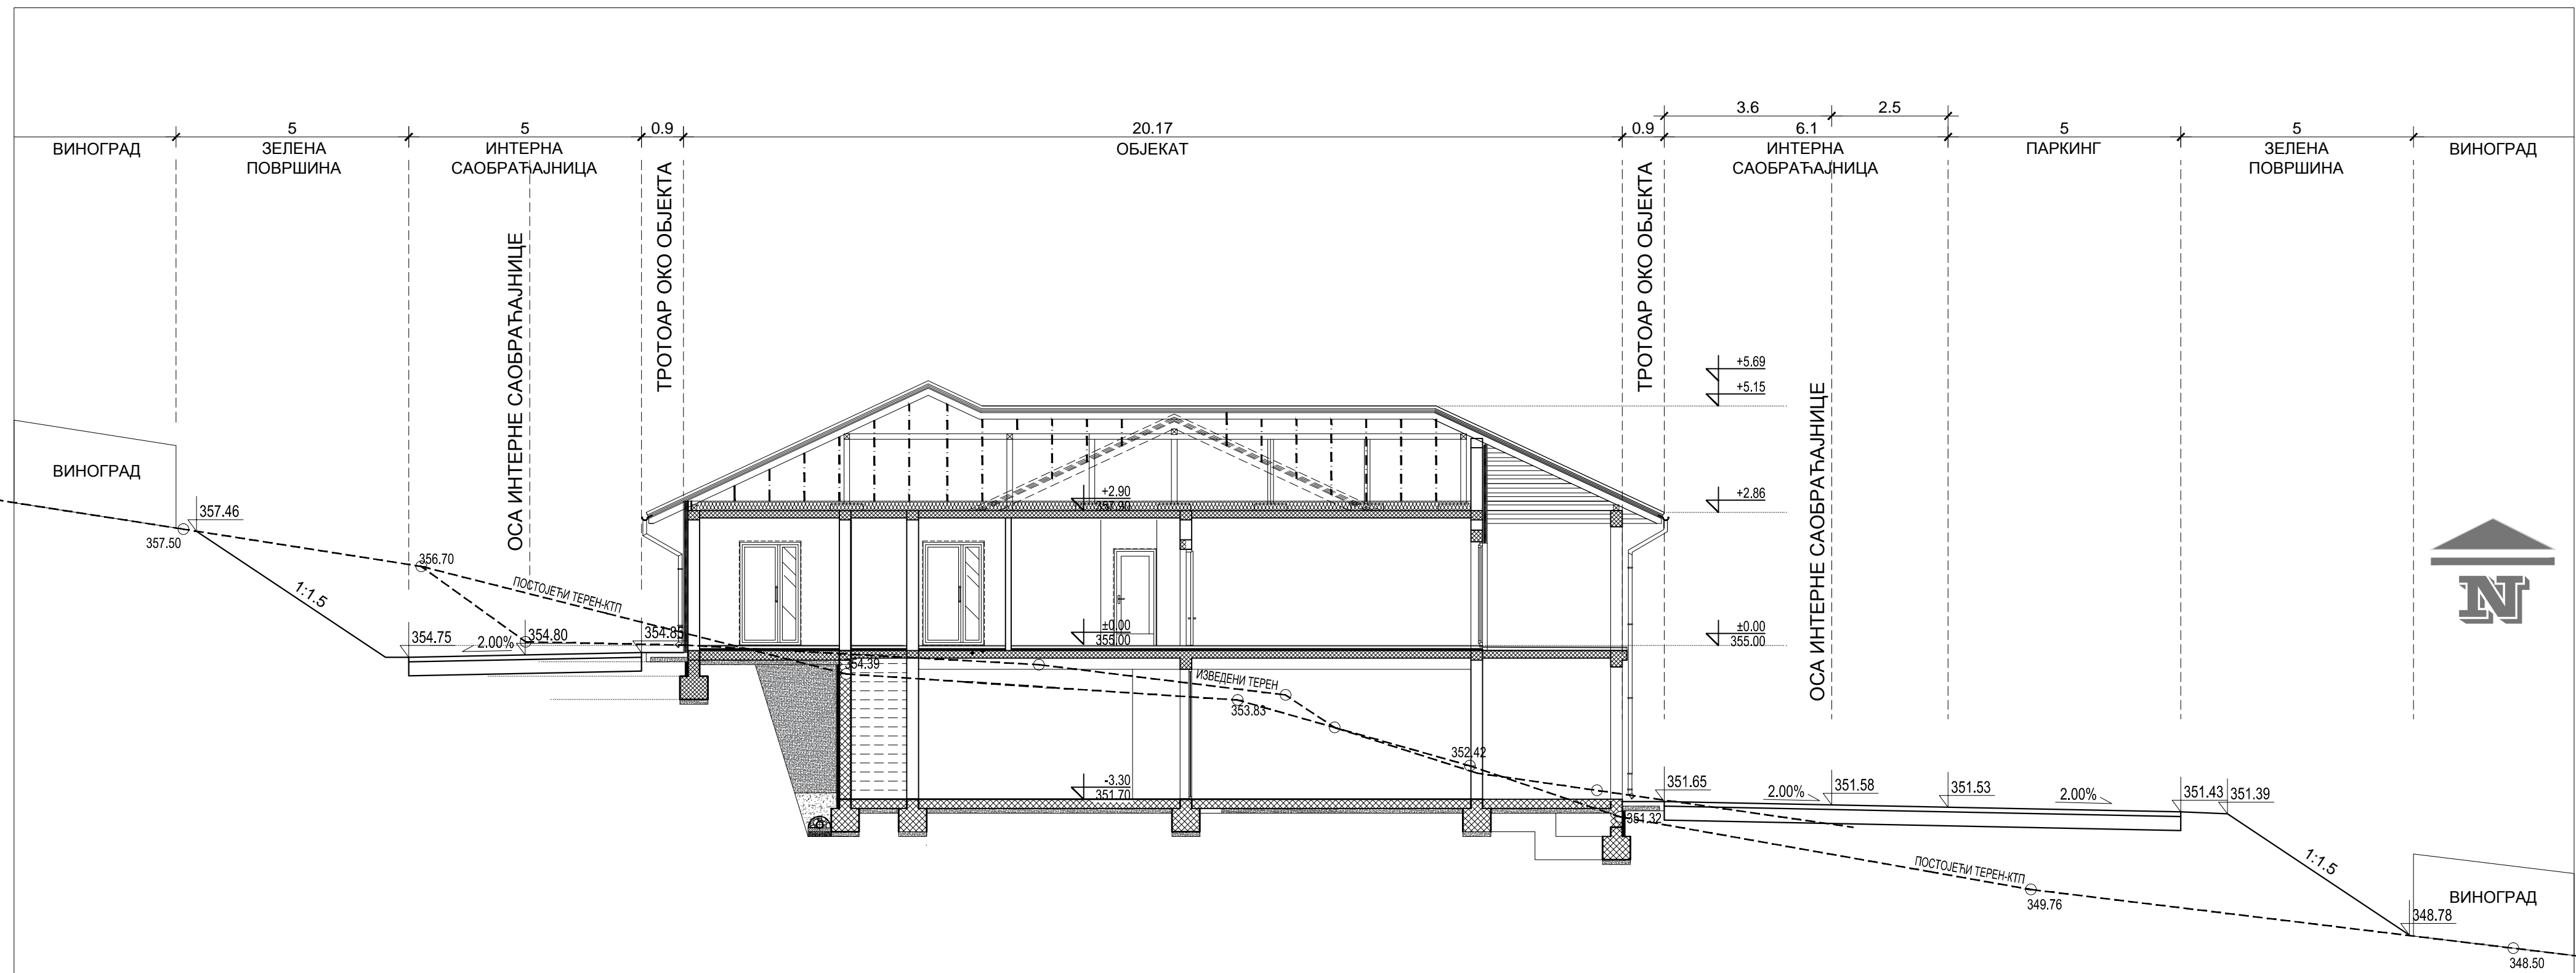 3.6
2.5
5
5
0.9
20.17
0.9
6.1
5
5
ВИНОГРАД
ЗЕЛЕНА
ПОВРШИНА
ИНТЕРНА
САОБРАЋАЈНИЦА
ОБЈЕКАТ
ИНТЕРНА
САОБРАЋАЈНИЦА
ПАРКИНГ
ЗЕЛЕНА
ПОВРШИНА
ВИНОГРАД
ОСА ИНТЕРНЕ САОБРАЋАЈНИЦЕ
ТРОТОАР ОКО ОБЈЕКТА
ТРОТОАР ОКО ОБЈЕКТА
ОСА ИНТЕРНЕ САОБРАЋАЈНИЦЕ
+5.69
+5.15
ВИНОГРАД
+2.90
357.90
+2.86
357.46
357.50
356.70
1:1.5
ПОСТОЈЕЋИ ТЕРЕН-КТП
354.75
2.00%
354.80
354.85
±0.00
355.00
±0.00
355.00
354.39
ИЗВЕДЕНИ ТЕРЕН
353.83
352.42
-3.30
351.70
351.65
2.00%
351.58
351.53
2.00%
351.43
351.39
351.32
1:1.5
ПОСТОЈЕЋИ ТЕРЕН-КТП
349.76
ВИНОГРАД
348.78
348.50
N